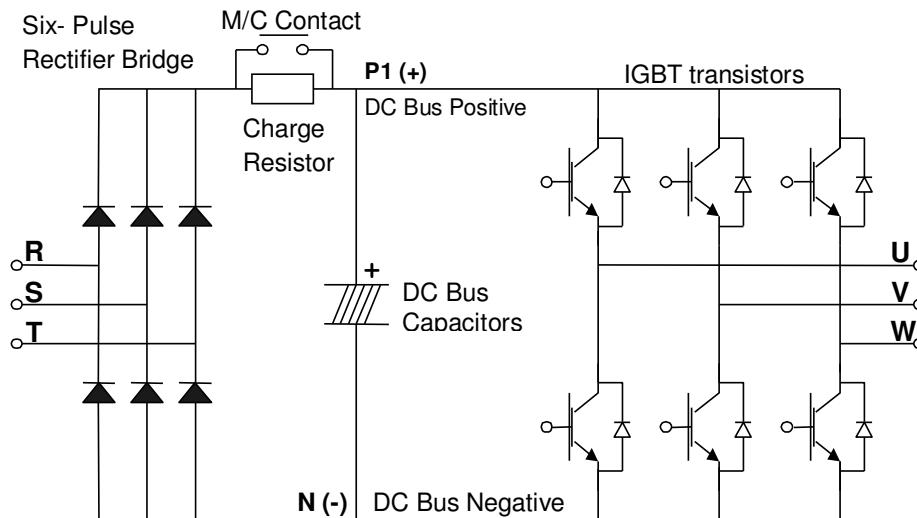 Six- Pulse
Rectifier Bridge
M/C Contact
P1 (+)
IGBT transistors
DC Bus Positive
Charge
Resistor
R
S
T
+
DC Bus
Capacitors
U
V
W
N (-)
DC Bus Negative